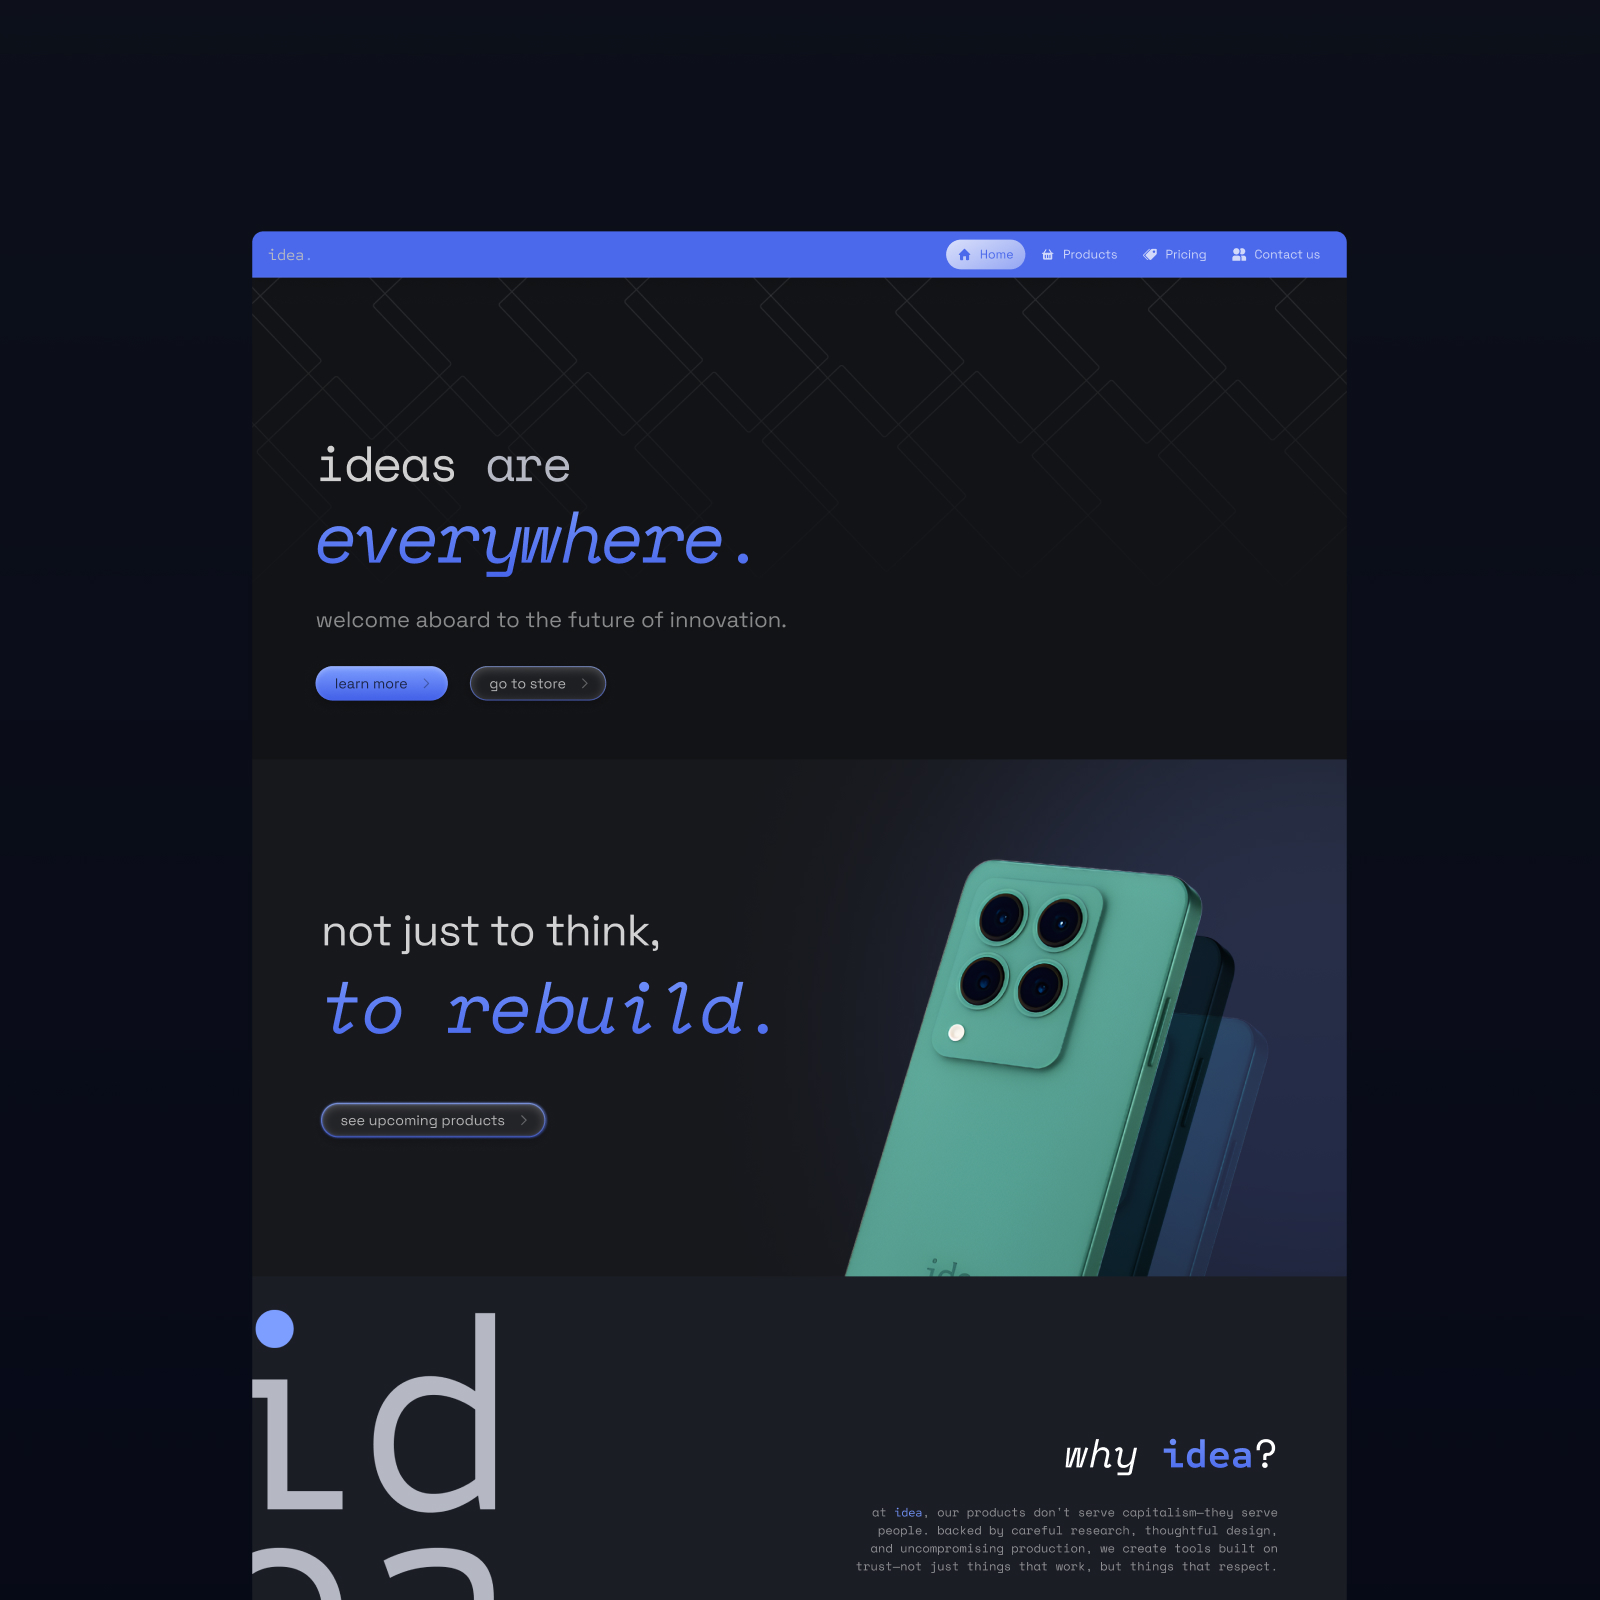 idea.
Home Products Pricing Contact us
ideas are
everywhere.
welcome aboard to the future of innovation.
learn more
go to store
not just to think,
to rebuild.
see upcoming products
id
ea
why idea?
at idea, our products don't serve capitalism—they serve
people. backed by careful research, thoughtful design,
and uncompromising production, we create tools built on
trust—not just things that work, but things that respect.